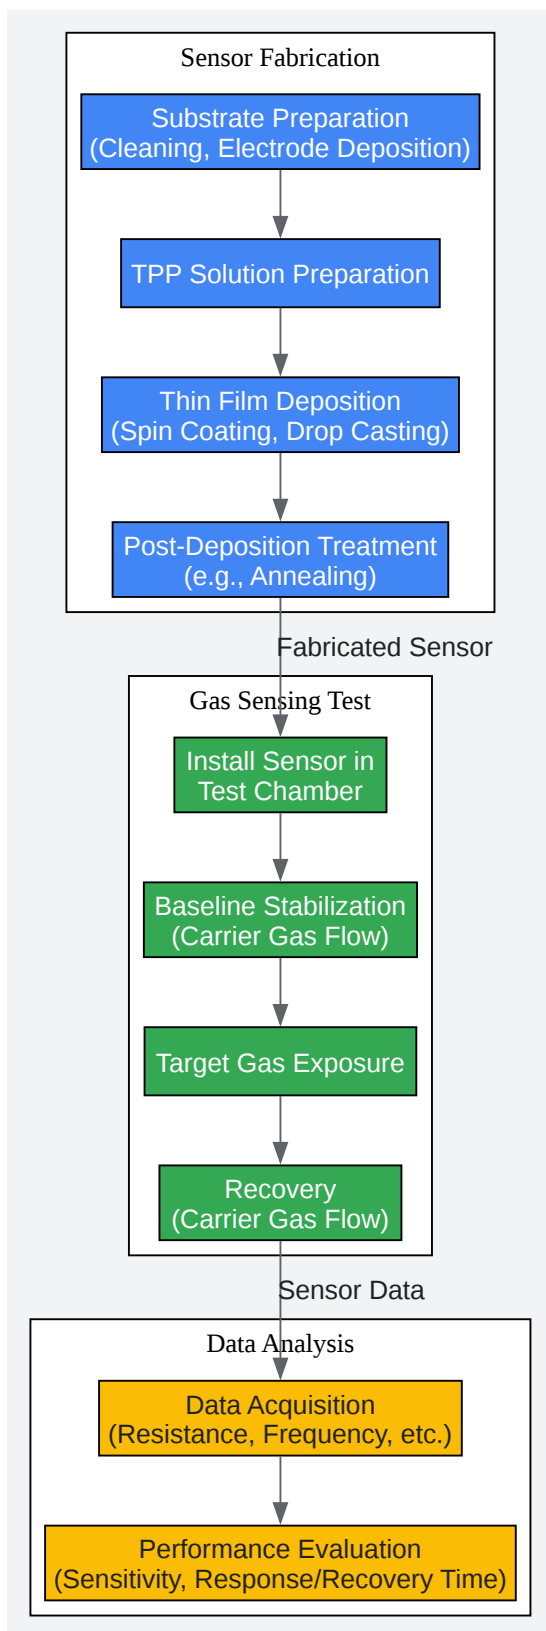 Sensor Fabrication
Substrate Preparation
(Cleaning, Electrode Deposition)
TPP Solution Preparation
Thin Film Deposition
(Spin Coating, Drop Casting)
Post-Deposition Treatment
(e.g., Annealing)
Fabricated Sensor
Gas Sensing Test
Install Sensor in
Test Chamber
Baseline Stabilization
(Carrier Gas Flow)
Target Gas Exposure
Recovery
(Carrier Gas Flow)
Sensor Data
Data Analysis
Data Acquisition
(Resistance, Frequency, etc.)
Performance Evaluation
(Sensitivity, Response/Recovery Time)